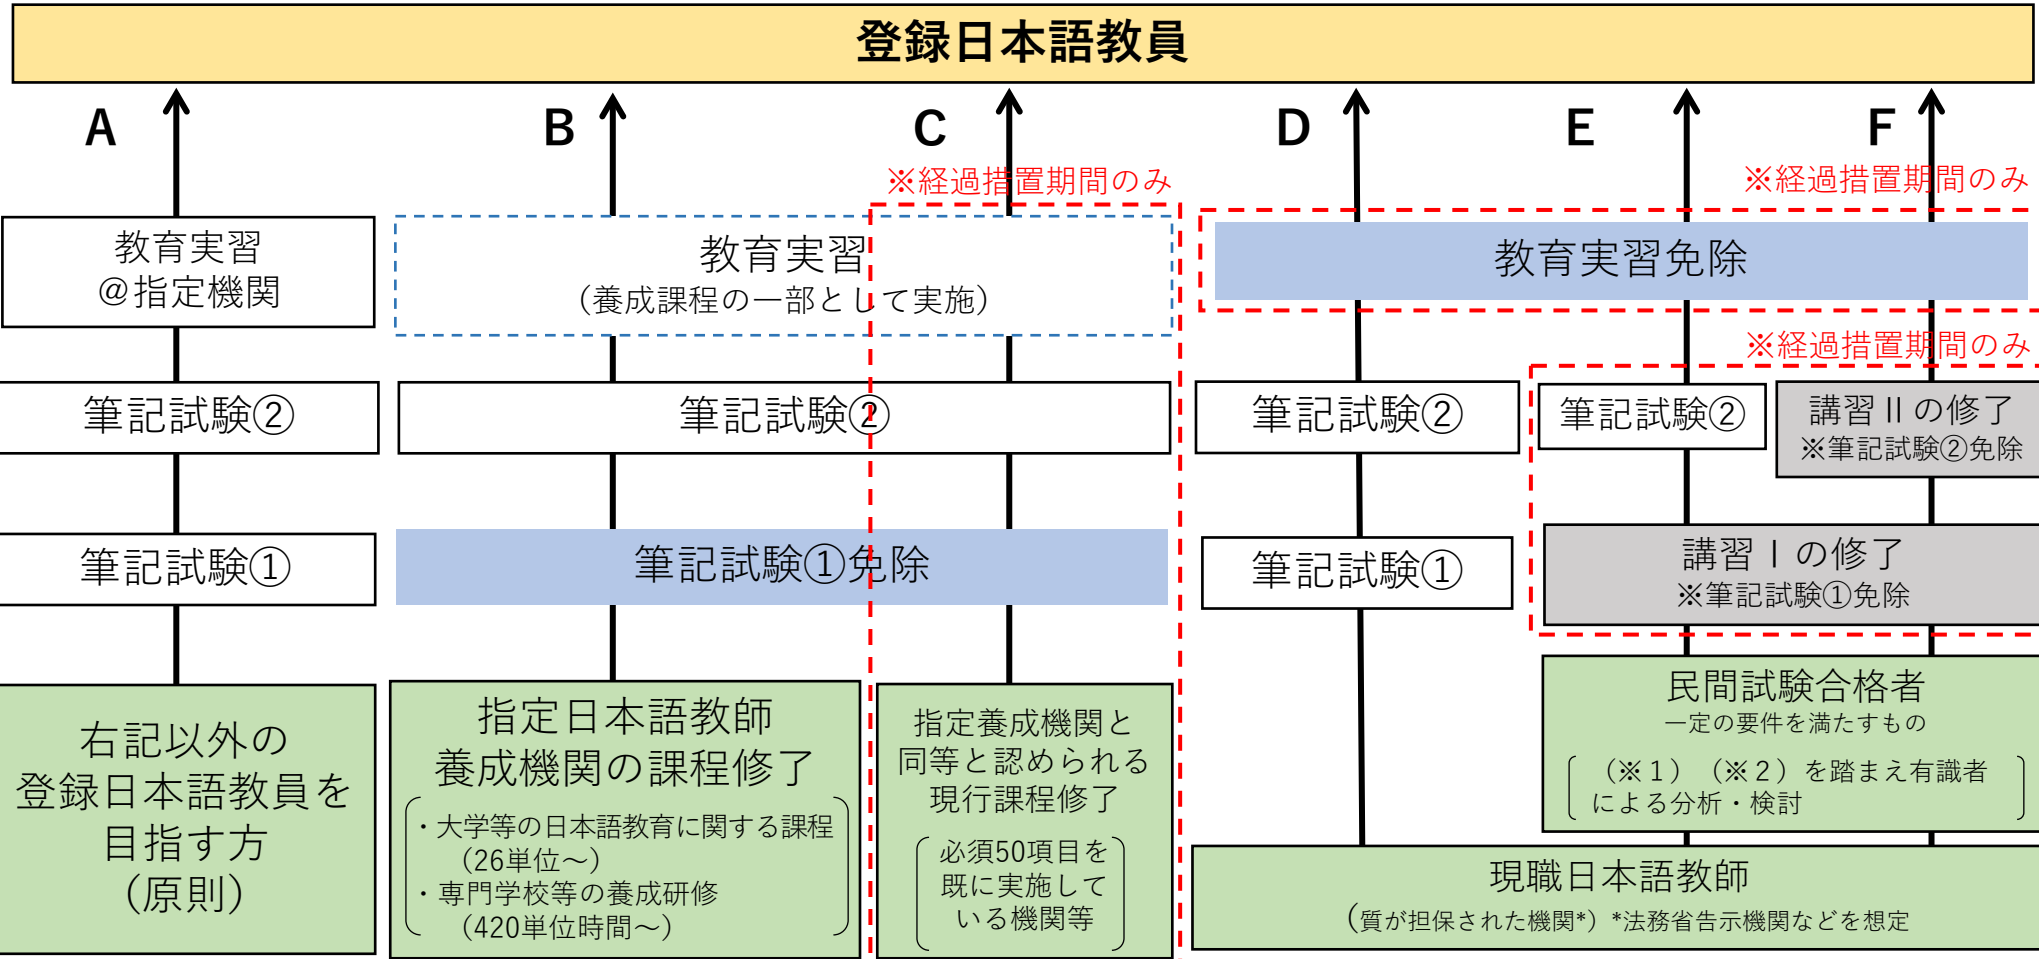 登録日本語教員
A
B
C
D
E
F
※経過措置期間のみ
※経過措置期間のみ
教育実習
@指定機関
教育実習
（養成課程の一部として実施）
教育実習免除
※経過措置期間のみ
筆記試験②
筆記試験②
筆記試験②
筆記試験②
講習Ⅱの修了
※筆記試験②免除
筆記試験①
筆記試験①免除
筆記試験①
講習Ⅰの修了
※筆記試験①免除
右記以外の
登録日本語教員を
目指す方
（原則）
指定日本語教師
養成機関の課程修了
・大学等の日本語教育に関する課程
（26単位～）
・専門学校等の養成研修
（420単位時間～）
指定養成機関と
同等と認められる
現行課程修了
必須50項目を
既に実施して
いる機関等
民間試験合格者
一定の要件を満たすもの
（※１）（※２）を踏まえ有識者
による分析・検討
現職日本語教師
（質が担保された機関*）*法務省告示機関などを想定